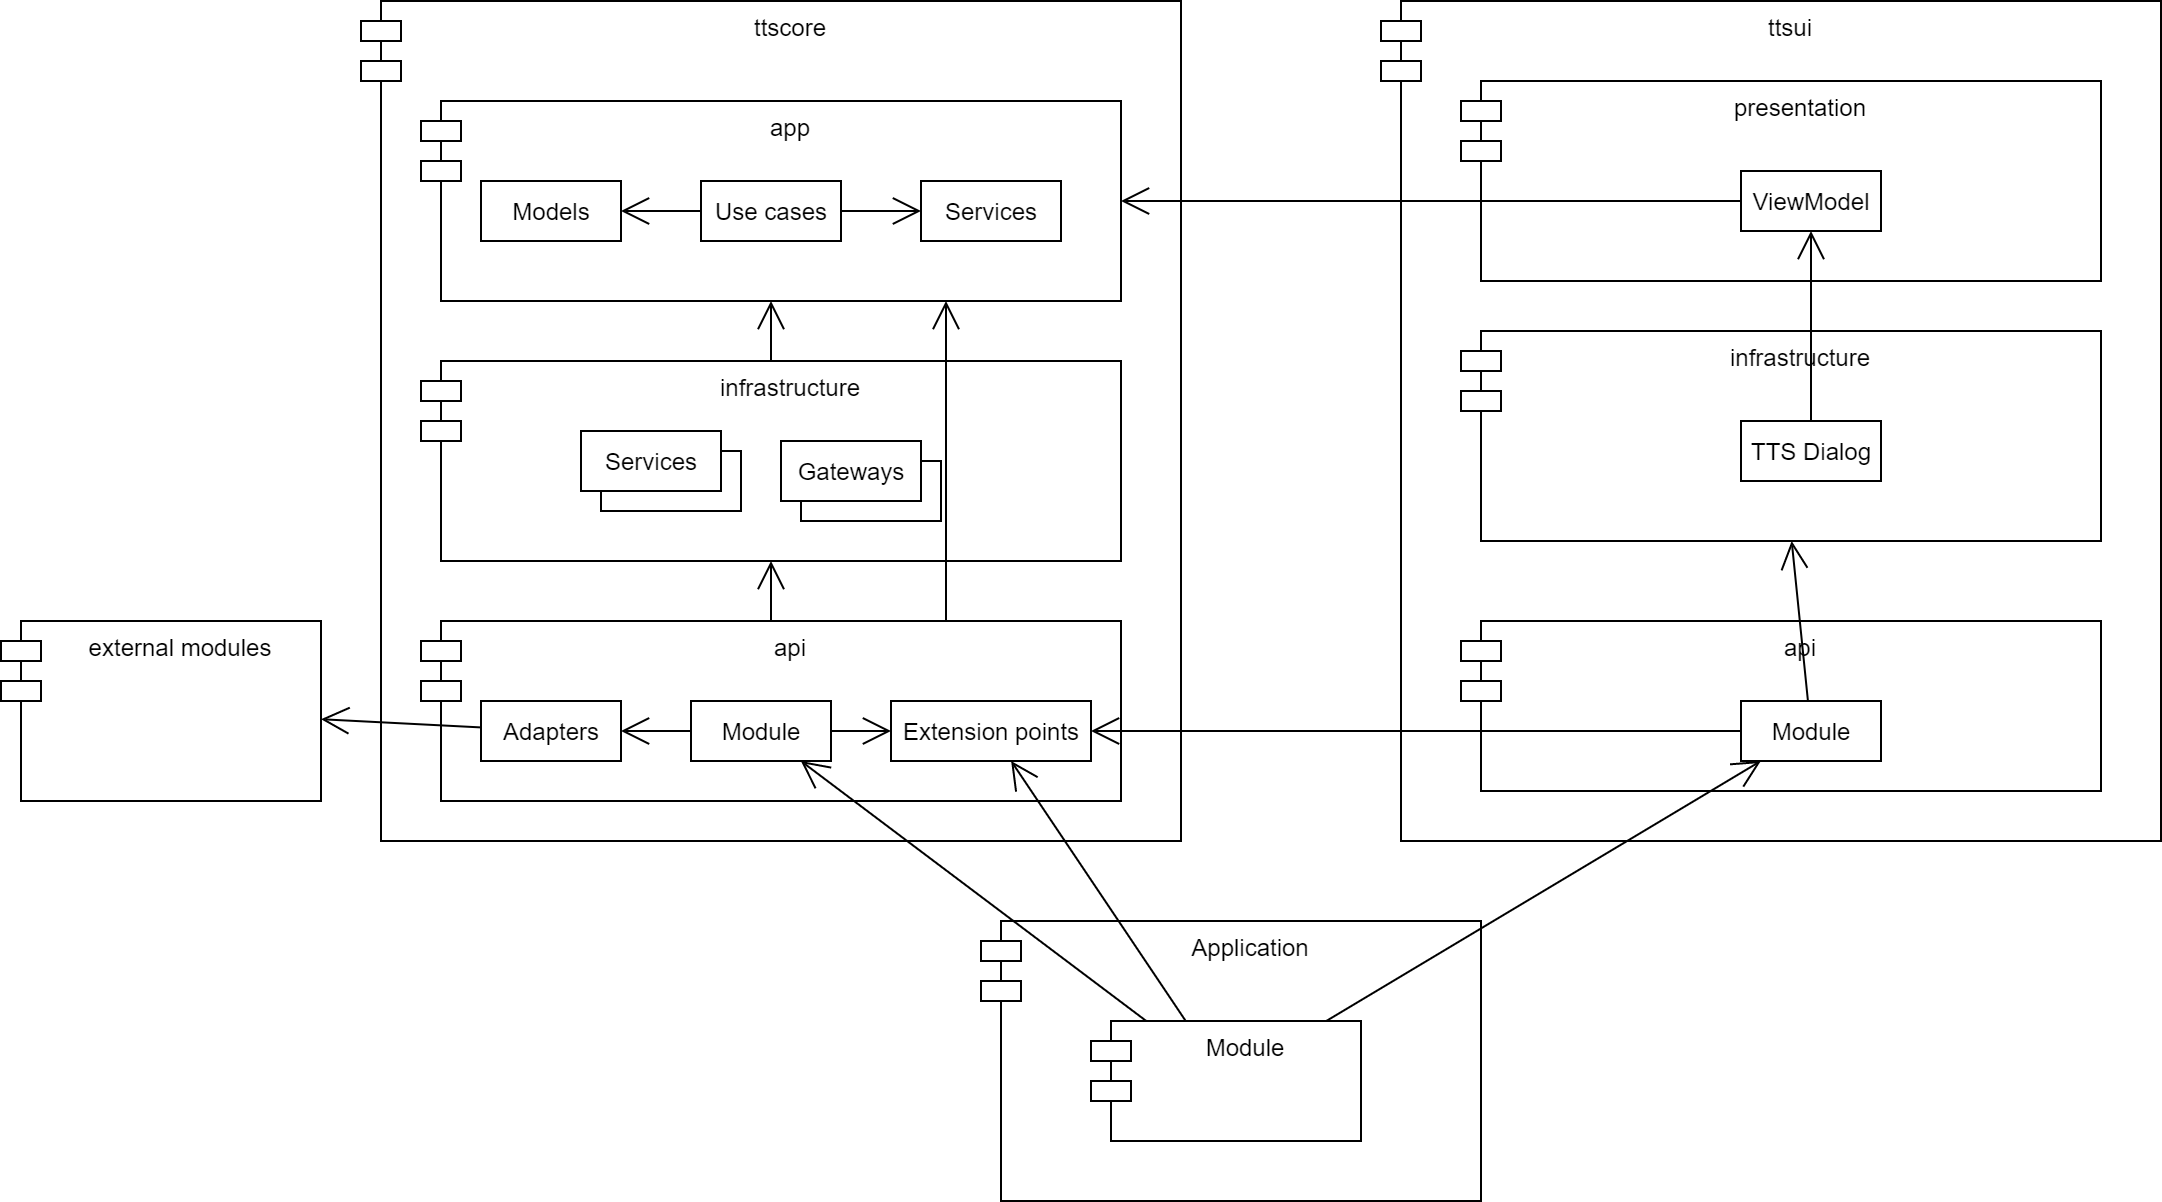 ttscore
app
Models
Use cases
Services
infrastructure
Services
Gateways
api
Adapters
Module
Extension points
external modules
ttsui
presentation
ViewModel
infrastructure
TTS Dialog
api
Module
Application
Module